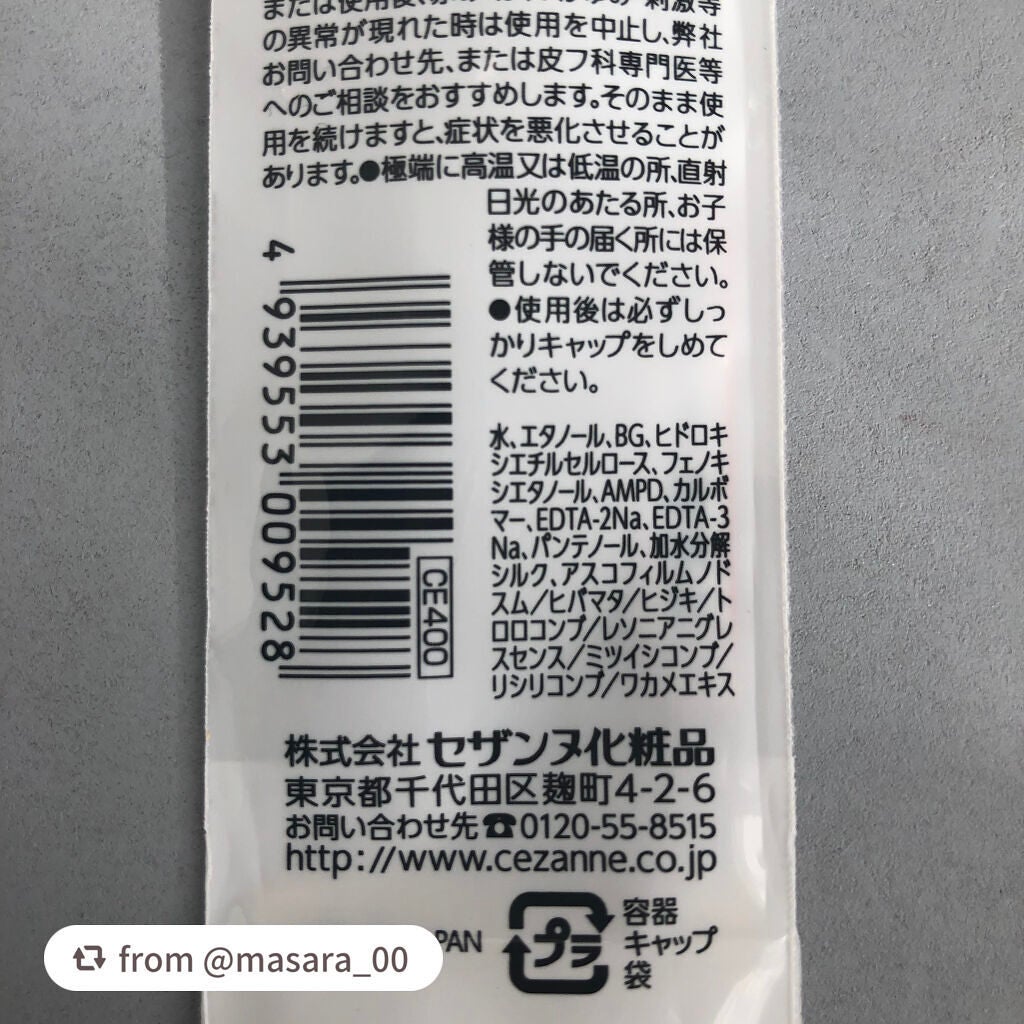 の異常が現れた時は使用を中止し、弊社
お問い合わせ先、または皮フ科専門医等
へのご相談をおすすめします。そのまま使
用を続けますと、症状を悪化させることが
あります。●極端に高温又は低温の所、直射
日光のあたる所、お子
様の手の届く所には保
管しないでください。
●使用後は必ずしっ
かりキャップをしめて
ください。
4 939553 009528
CE400
水、エタノール、BG、ヒドロキ
シエチルセルロース、フェノキ
シエタノール、AMPD、カルボ
マー、EDTA-2Na、EDTA-3
Na、パンテノール、加水分解
シルク、アスコフィルムノド
スム/ヒバマタ/ヒジキ/ト
ロロコンブ/レソニアニグレ
スセンス/ミツイシコンブ/
リシリコンブ/ワカメエキス
株式会社 セザンヌ化粧品
東京都千代田区麹町4-2-6
お問い合わせ先☎0120-55-8515
http://www.cezanne.co.jp
PAN
プラ
容器
キャップ
袋
from @masara_00